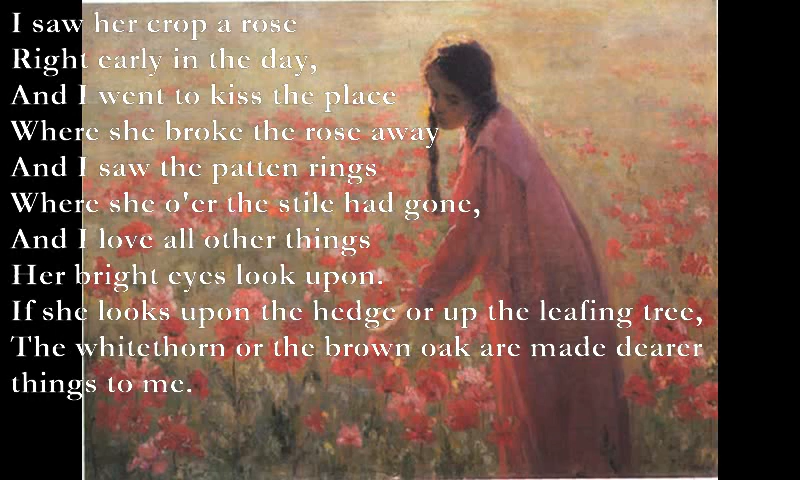 I saw her crop a rose
Right early in the day,
And I went to kiss the place
Where she broke the rose away
And I saw the patten rings
Where she o'er the stile had gone,
And I love all other things
Her bright eyes look upon.
If she looks upon the hedge or up the leafing tree,
The whitethorn or the brown oak are made dearer
things to me.